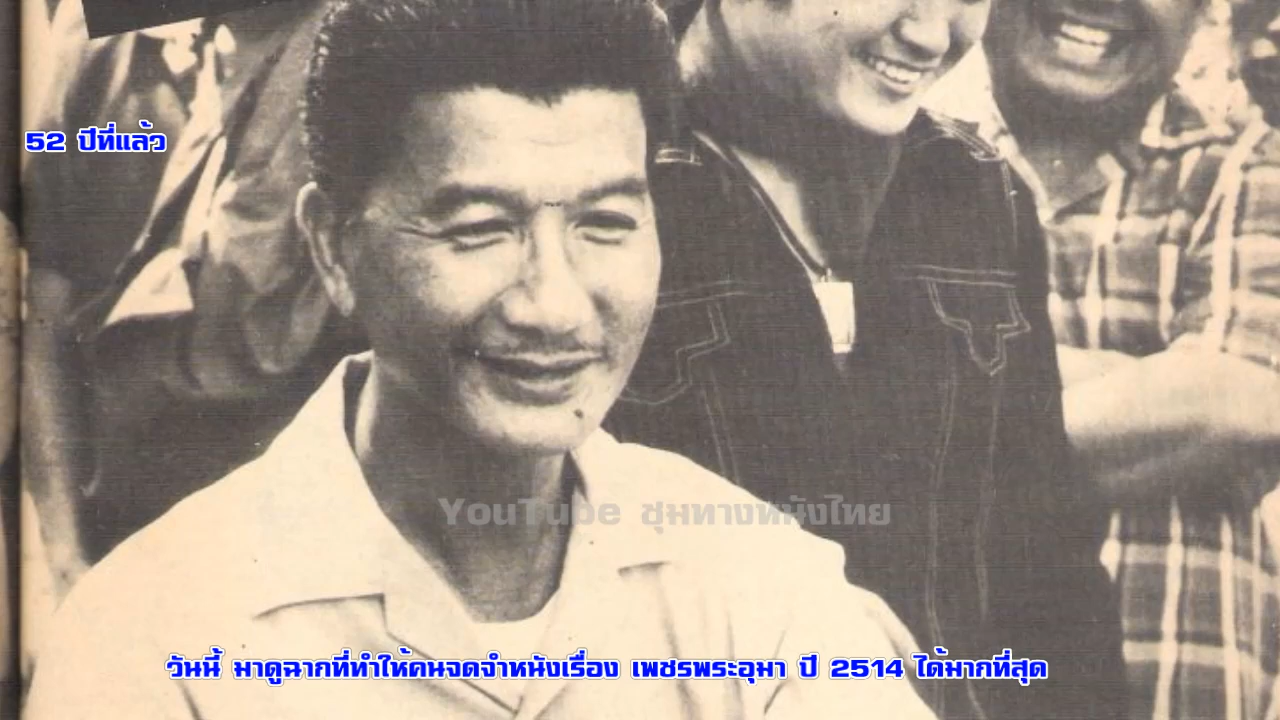 52 ปีที่แล้ว
YouTube ชุมทางหนังไทย
วันนี้ มาดูฉากที่ทำให้คนจดจำหนังเรื่อง เพชรพระอุมา ปี 2514 ได้มากที่สุด